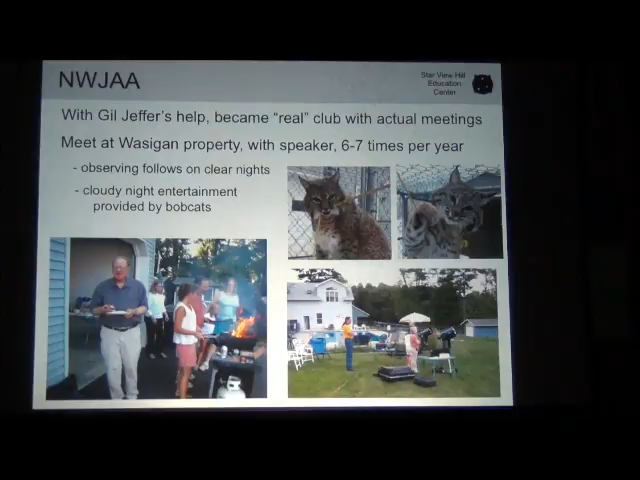 NWJAA
Star View Hill
Education
Center
With Gil Jeffer's help, became "real" club with actual meetings
Meet at Wasigan property, with speaker, 6-7 times per year
- observing follows on clear nights
- cloudy night entertainment
provided by bobcats